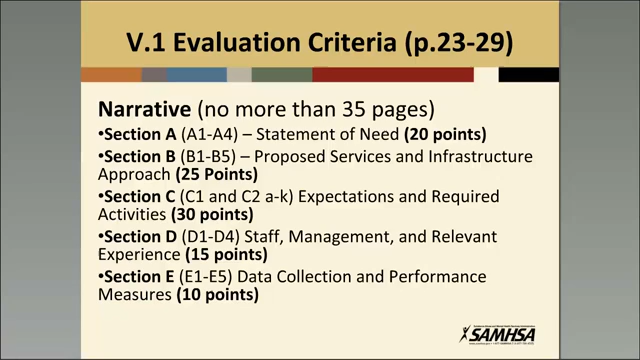 V.1 Evaluation Criteria (p.23-29)
Narrative (no more than 35 pages)
•Section A (A1-A4) – Statement of Need (20 points)
•Section B (B1-B5) – Proposed Services and Infrastructure
Approach (25 Points)
•Section C (C1 and C2 a-k) Expectations and Required
Activities (30 points)
•Section D (D1-D4) Staff, Management, and Relevant
Experience (15 points)
•Section E (E1-E5) Data Collection and Performance
Measures (10 points)
SAMHSA